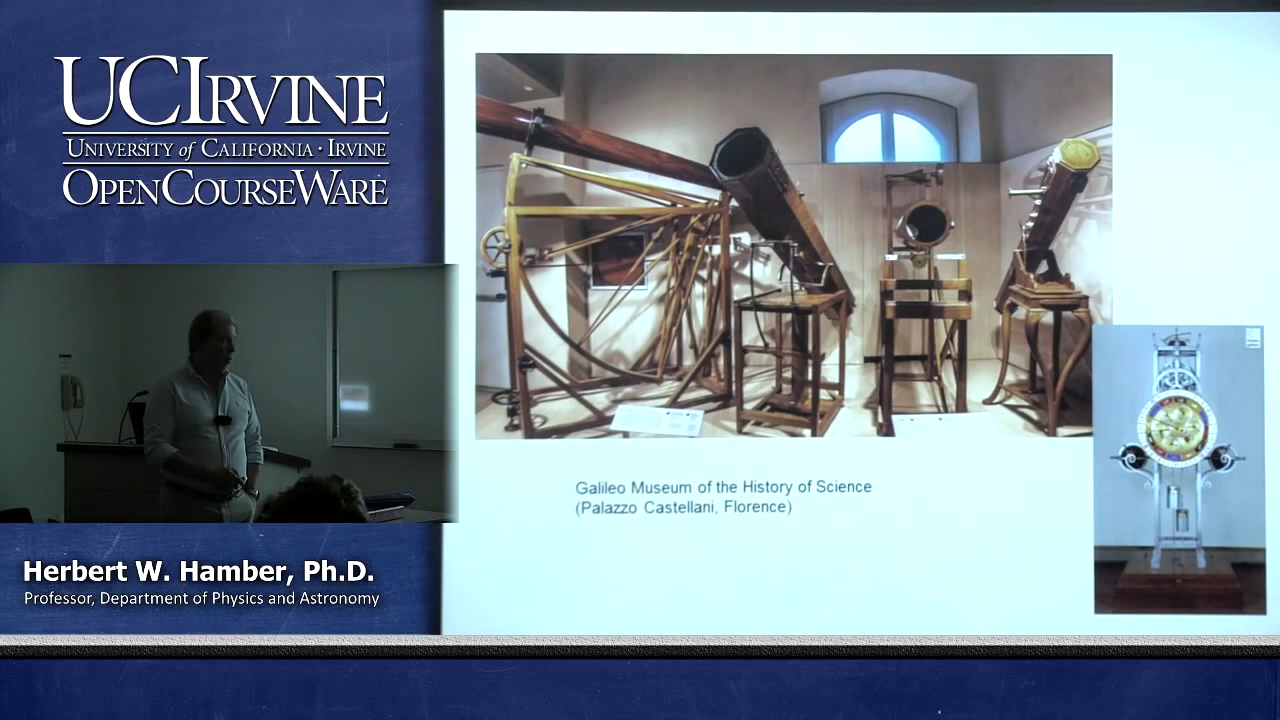 UCIRVINE
UNIVERSITY of CALIFORNIA · IRVINE
OPENCOURSEWARE
Herbert W. Hamber, Ph.D.
Professor, Department of Physics and Astronomy
Galileo Museum of the History of Science
(Palazzo Castellani, Florence)